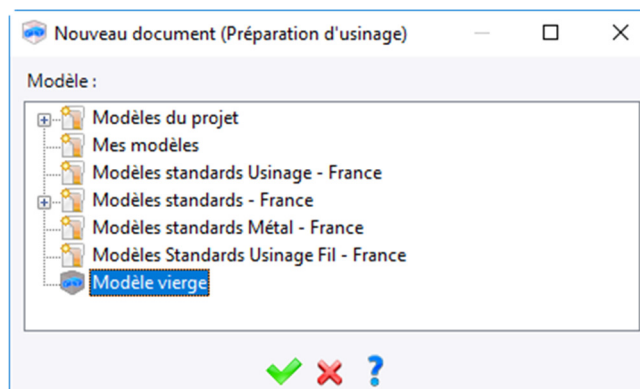 Nouveau document (Préparation d'usinage)
Modèle :
Modèles du projet
Mes modèles
Modèles standards Usinage - France
Modèles standards - France
Modèles standards Métal - France
Modèles Standards Usinage Fil - France
Modèle vierge